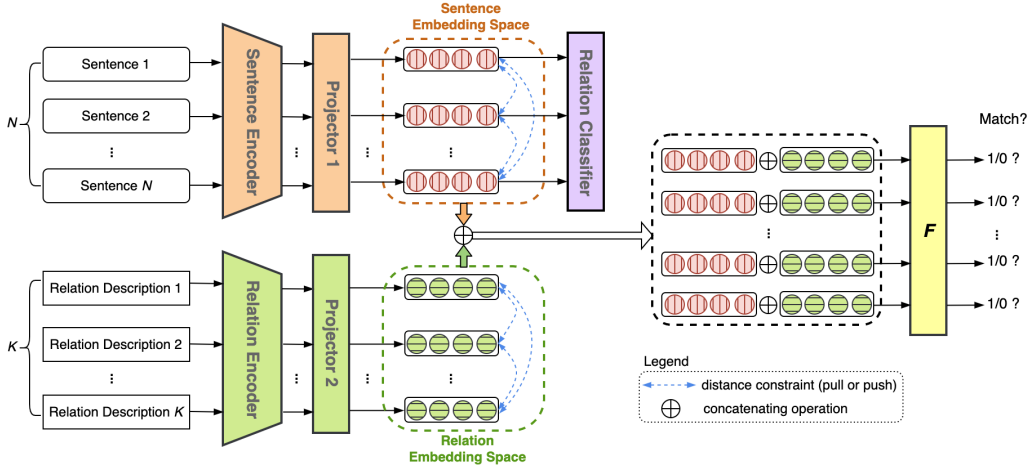 Sentence
Embedding Space
N
Sentence 1
Sentence 2
...
Sentence N
Sentence Encoder
...
Projector 1
...
...
Relation Classifier
K
Relation Description 1
Relation Description 2
...
Relation Description K
Relation Encoder
...
Projector 2
...
...
Relation
Embedding Space
...
F
Match?
1/0 ?
1/0 ?
...
1/0 ?
1/0 ?
Legend
distance constraint (pull or push)
concatenating operation